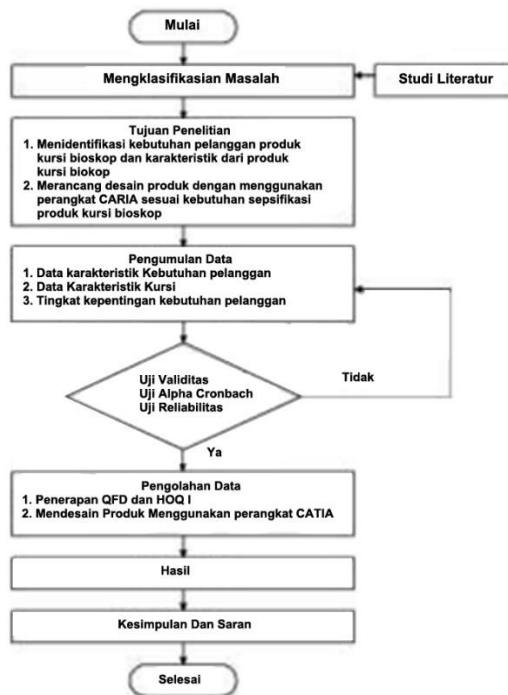 Mulai
Mengklasifikasian Masalah
Studi Literatur
Tujuan Penelitian
1. Menidentifikasi kebutuhan pelanggan produk
kursi bioskop dan karakteristik dari produk
kursi biokop
2. Merancang desain produk dengan menggunakan
perangkat CARIA sesuai kebutuhan sepsifikasi
produk kursi bioskop
Pengumulan Data
1. Data karakteristik Kebutuhan pelanggan
2. Data Karakteristik Kursi
3. Tingkat kepentingan kebutuhan pelanggan
Uji Validitas
Uji Alpha Cronbach
Uji Reliabilitas
Tidak
Ya
Pengolahan Data
1. Penerapan QFD dan HOQ I
2. Mendesain Produk Menggunakan perangkat CATIA
Hasil
Kesimpulan Dan Saran
Selesai